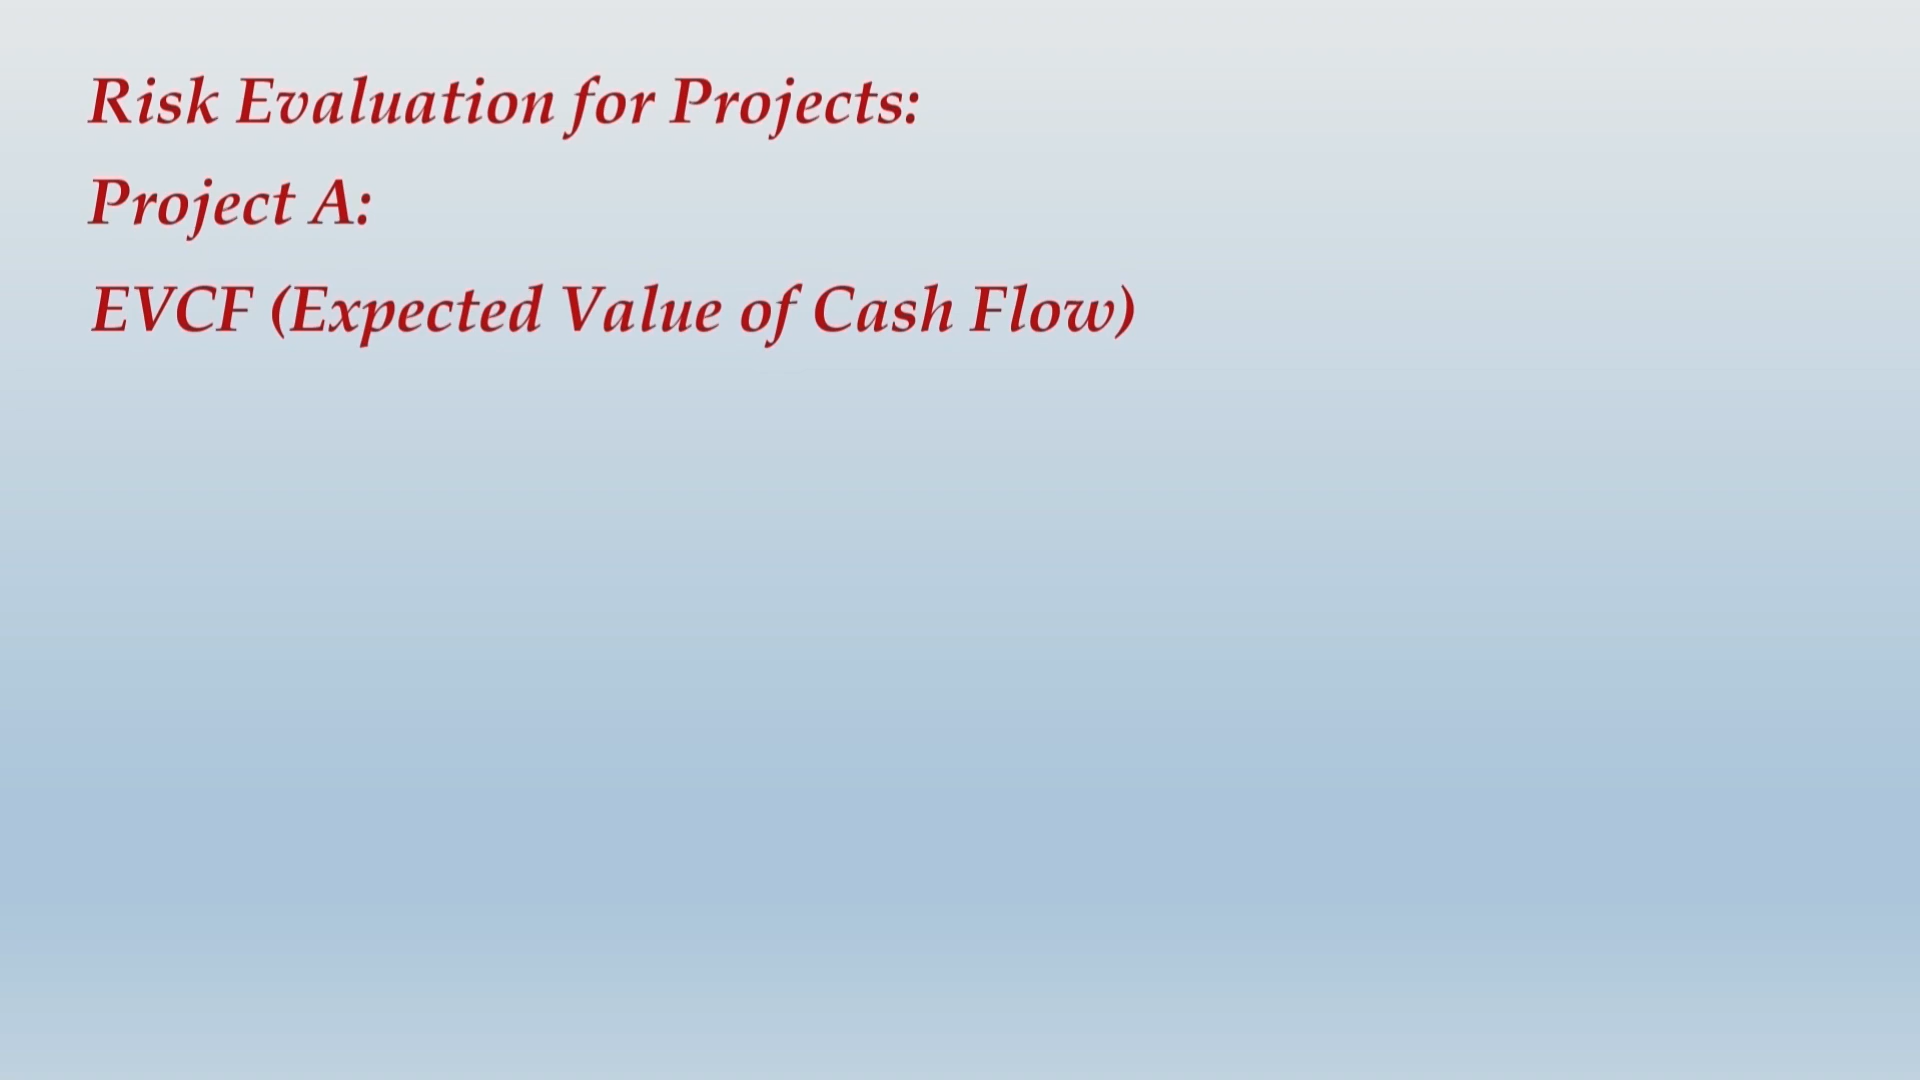 Risk Evaluation for Projects:
Project A:
EVCF (Expected Value of Cash Flow)